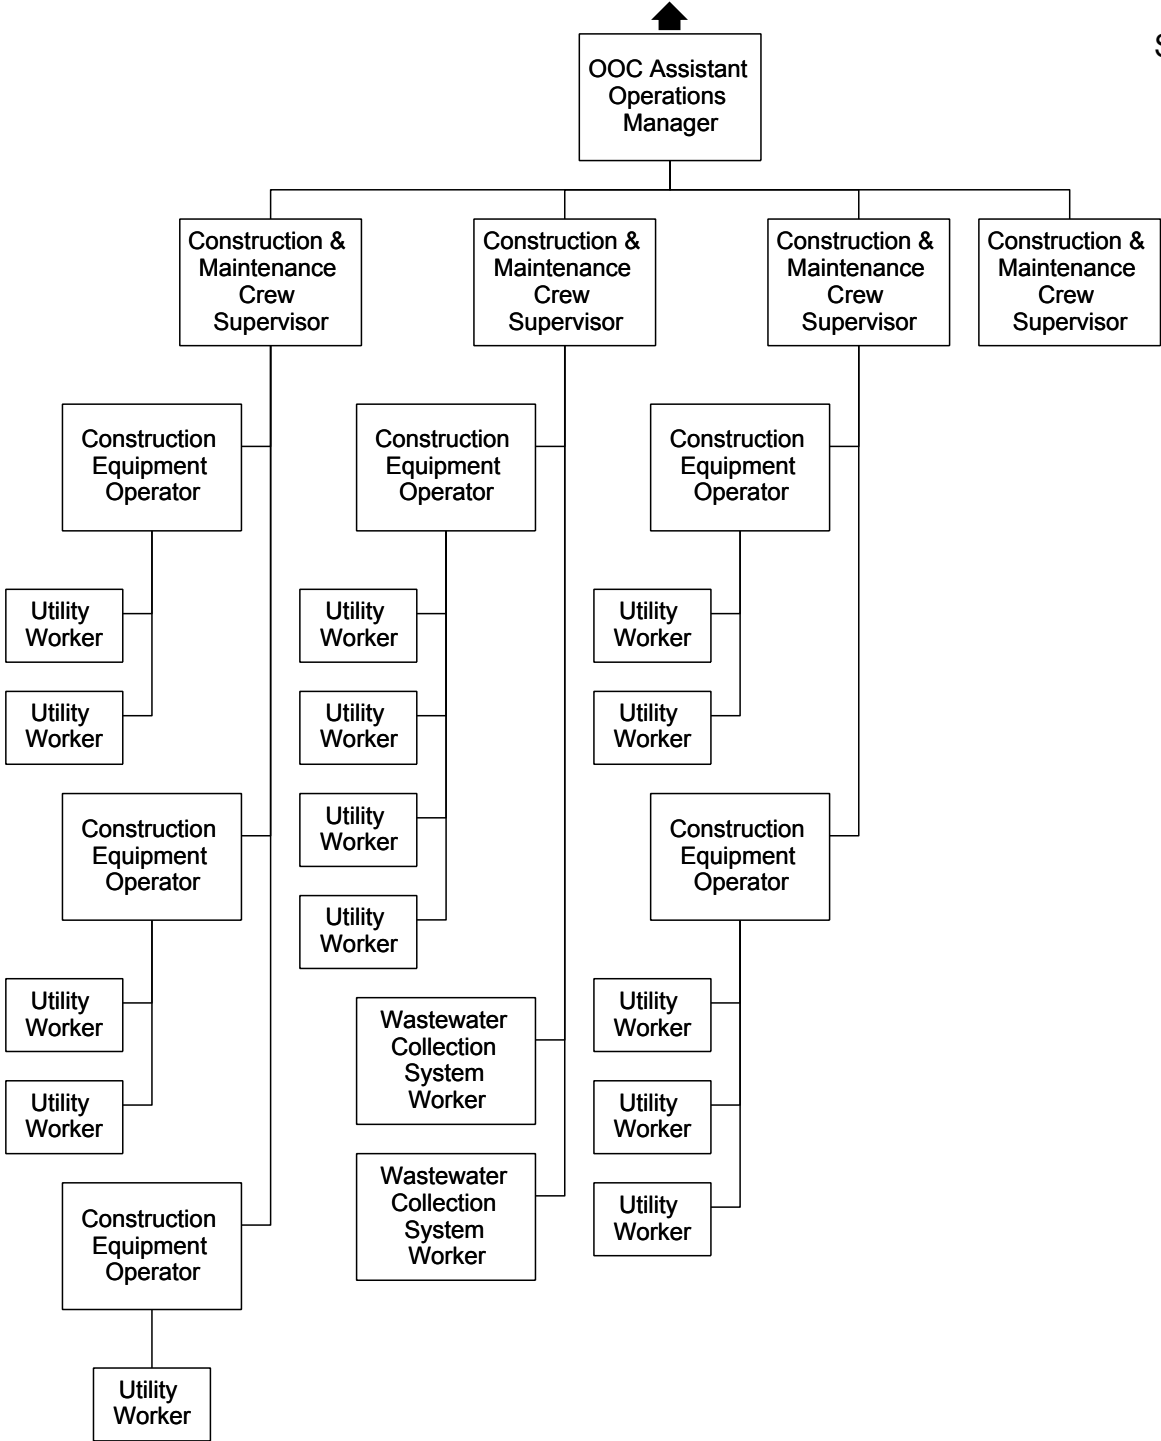 S
OOC Assistant
Operations
Manager
Construction &
Maintenance
Crew
Supervisor
Construction &
Maintenance
Crew
Supervisor
Construction &
Maintenance
Crew
Supervisor
Construction &
Maintenance
Crew
Supervisor
Construction
Equipment
Operator
Utility
Worker
Utility
Worker
Construction
Equipment
Operator
Utility
Worker
Utility
Worker
Construction
Equipment
Operator
Utility
Worker
Construction
Equipment
Operator
Utility
Worker
Utility
Worker
Utility
Worker
Utility
Worker
Wastewater
Collection
System
Worker
Wastewater
Collection
System
Worker
Construction
Equipment
Operator
Utility
Worker
Utility
Worker
Construction
Equipment
Operator
Utility
Worker
Utility
Worker
Utility
Worker